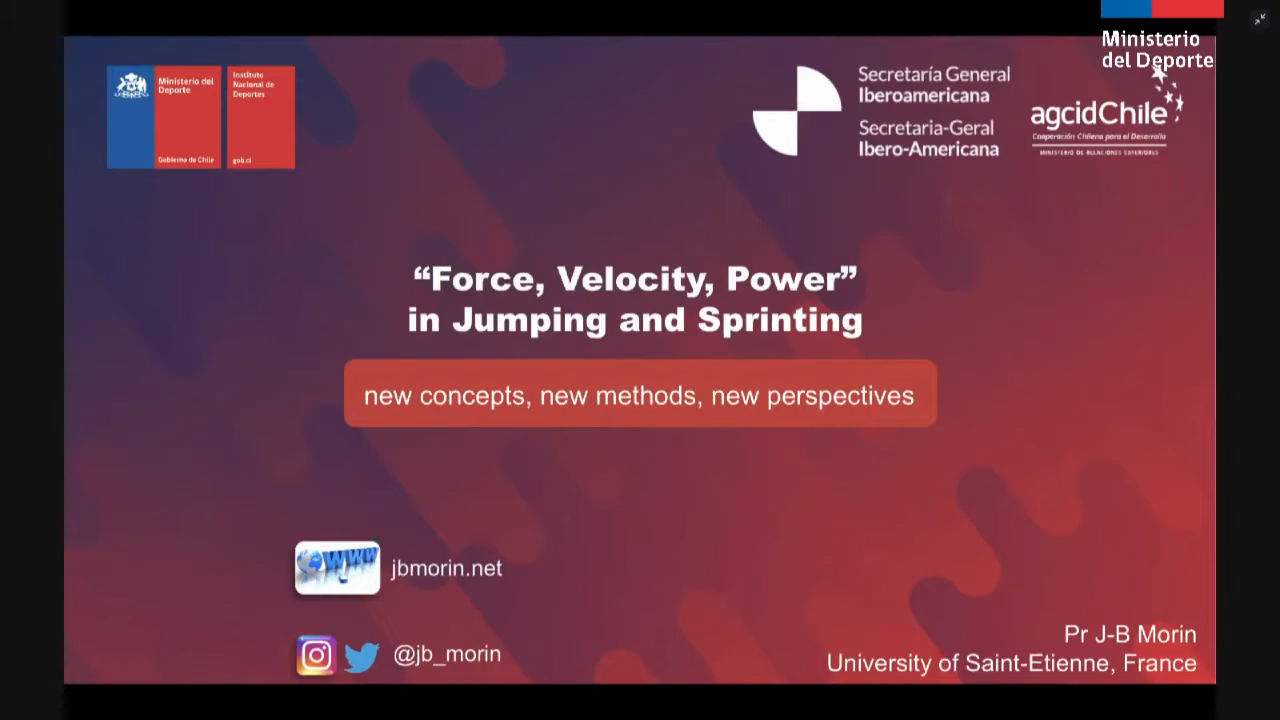 Ministerio
del Deporte
Ministerio del
Deporte
Gobierno de Chile
Instituto
Nacional de
Deportes
gob.cl
Secretaría General
Iberoamericana
Secretaria-Geral
Ibero-Americana
agcidChile
Cooperación Chilena para el Desarrollo
MINISTERIO DE RELACIONES EXTERIORES
“Force, Velocity, Power”
in Jumping and Sprinting
new concepts, new methods, new perspectives
WWW
jbmorin.net
@jb_morin
Pr J-B Morin
University of Saint-Etienne, France